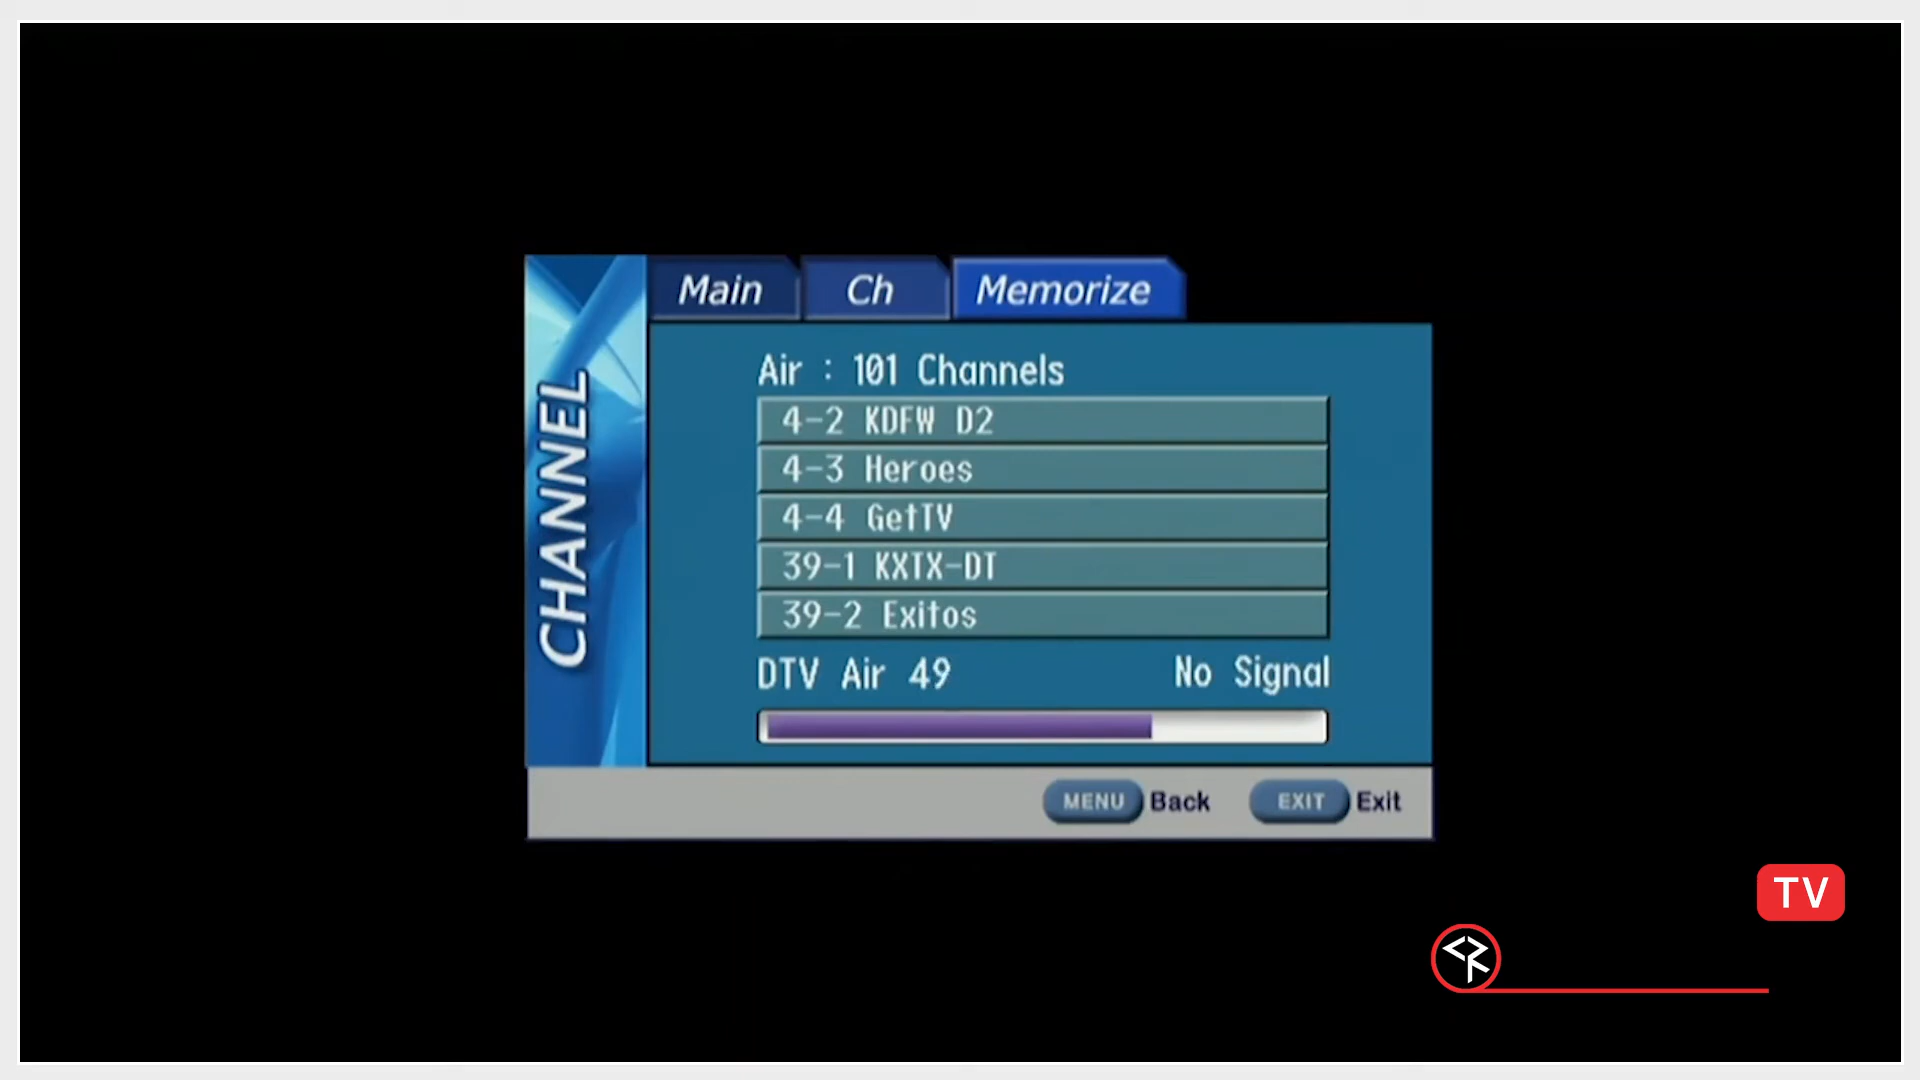 Main Ch Memorize
CHANNEL
Air : 101 Channels
4-2 KDFW D2
4-3 Heroes
4-4 GetTV
39-1 KXTX-DT
39-2 Exitos
DTV Air 49 No Signal
MENU Back EXIT Exit
TV